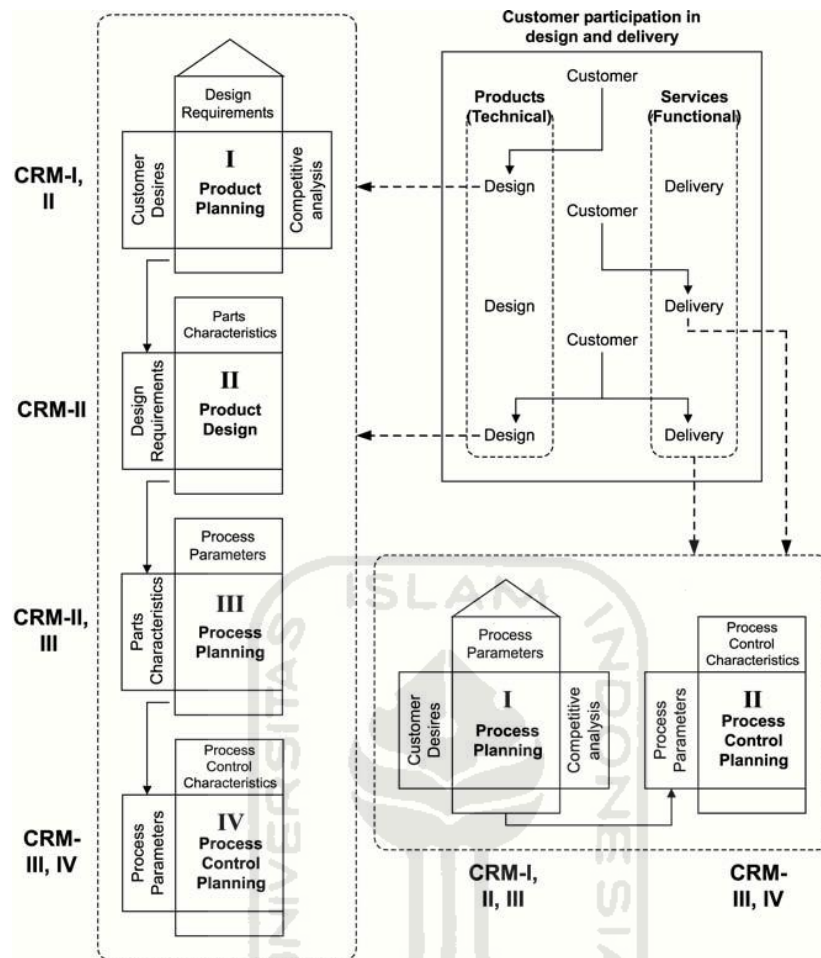 CRM-I,
II
Design
Requirements
Customer
Desires
I
Product
Planning
Competitive
analysis
CRM-II
Parts
Characteristics
Design
Requirements
II
Product
Design
CRM-II,
III
Process
Parameters
Parts
Characteristics
III
Process
Planning
CRM-
III, IV
Process
Control
Characteristics
Process
Parameters
IV
Process
Control
Planning
Customer participation in
design and delivery
Customer
Products
(Technical)
Services
(Functional)
Design
Delivery
Customer
Design
Delivery
Customer
Design
Delivery
Process
Parameters
Customer
Desires
I
Process
Planning
Competitive
analysis
Process
Control
Characteristics
Process
Parameters
II
Process
Control
Planning
CRM-I,
II, III
CRM-
III, IV
UNIVERSITAS
ISLAM
INDONESIA